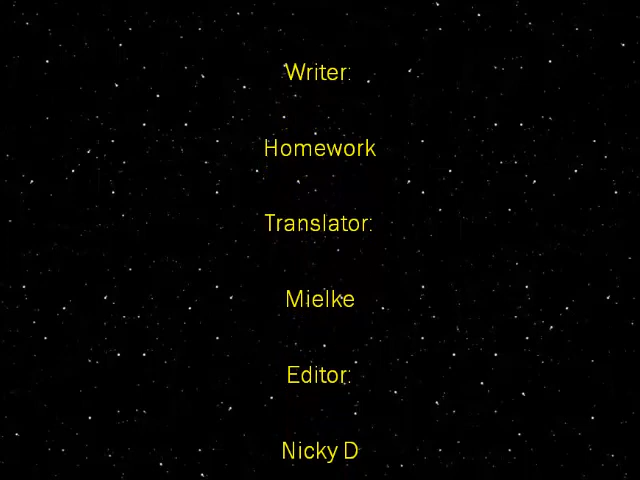 Writer:
Homework
Translator:
Mielke
Editor:
Nicky D